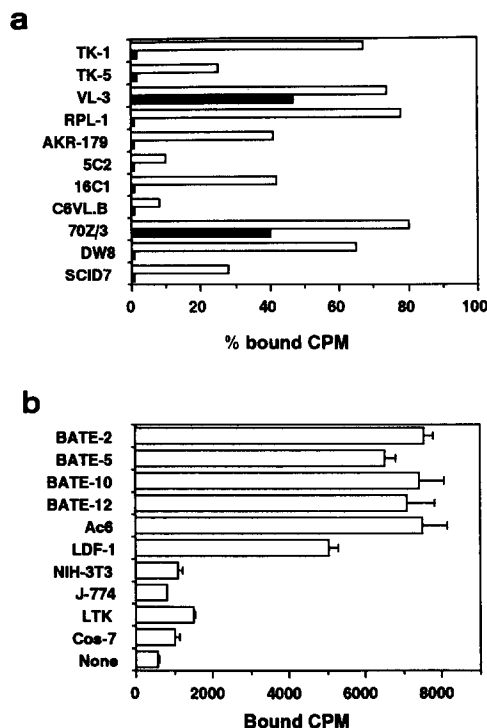 a
TK-1
TK-5
VL-3
RPL-1
AKR-179
5C2
16C1
C6VL.B
70Z/3
DW8
SCID7
0 20 40 60 80 100
% bound CPM
b
BATE-2
BATE-5
BATE-10
BATE-12
Ac6
LDF-1
NIH-3T3
J-774
LTK
Cos-7
None
0 2000 4000 6000 8000
Bound CPM